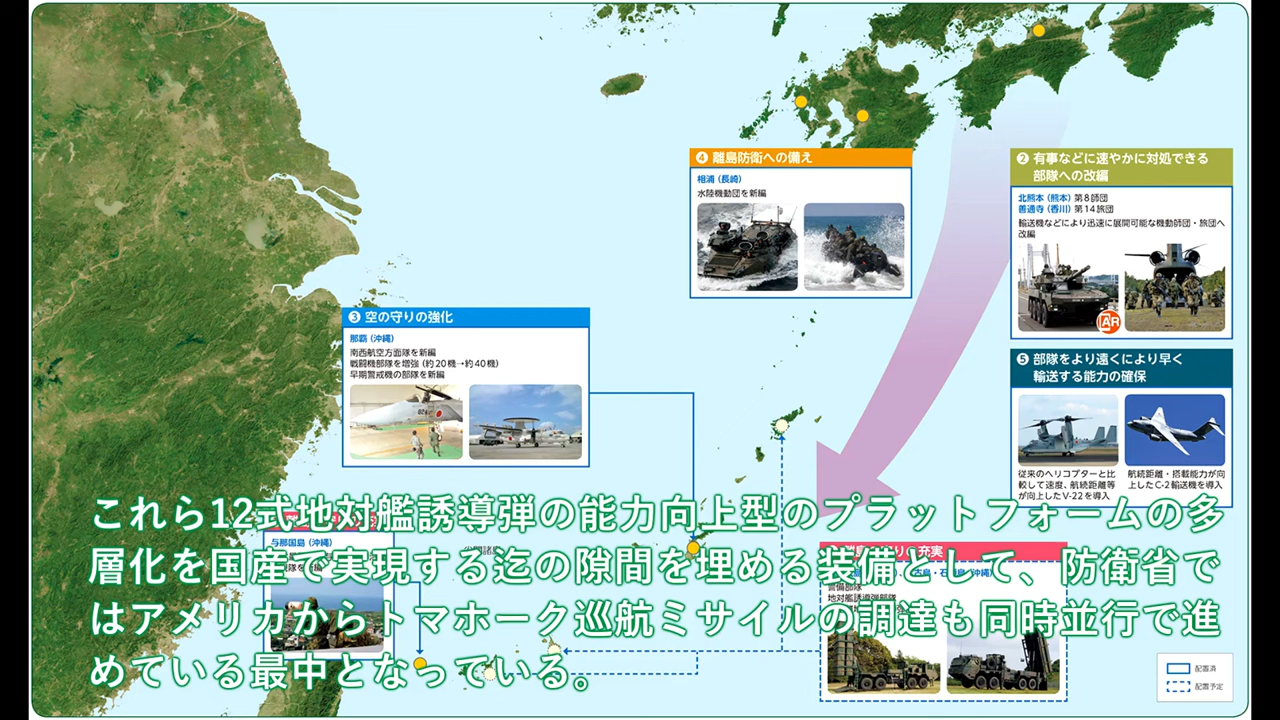 ❹ 離島防衛への備え
相浦（長崎）
水陸機動団を新編
❷ 有事などに速やかに対処できる
部隊への改編
北熊本（熊本）第8師団
善通寺（香川）第14旅団
輸送機などにより迅速に展開可能な機動師団・旅団へ
改編
AR
❸ 空の守りの強化
那覇（沖縄）
南西航空方面隊を新編
戦闘機部隊を増強（約20機→約40機）
早期警戒機の部隊を新編
❺ 部隊をより遠くにより早く
輸送する能力の確保
従来のヘリコプターと比
較して速度、航続距離等
が向上したV-22を導入
航続距離・搭載能力が向
上したC-2輸送機を導入
与那国島（沖縄）
警備部隊
これら12式地対艦誘導弾の能力向上型のプラットフォームの多
層化を国産で実現する迄の隙間を埋める装備として、防衛省で
はアメリカからトマホーク巡航ミサイルの調達も同時並行で進
めている最中となっている。
配置済
配置予定